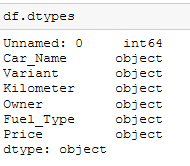 df.dtypes
Unnamed: 0 int64
Car_Name object
Variant object
Kilometer object
Owner object
Fuel_Type object
Price object
dtype: object